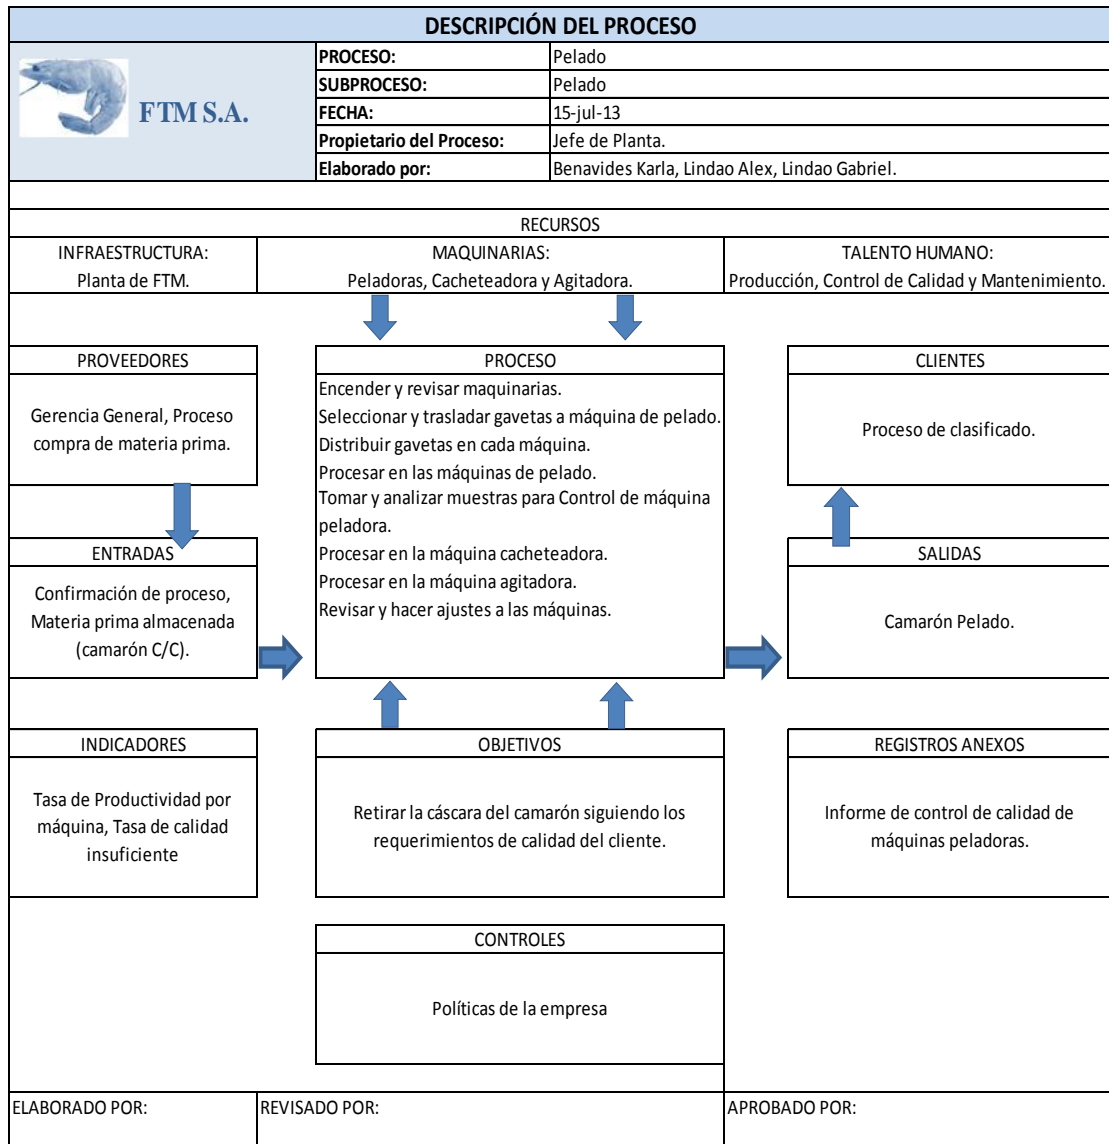 DESCRIPCIÓN DEL PROCESO
FTM S.A.
PROCESO: Pelado
SUBPROCESO: Pelado
FECHA: 15-jul-13
Propietario del Proceso: Jefe de Planta.
Elaborado por: Benavides Karla, Lindao Alex, Lindao Gabriel.
RECURSOS
INFRAESTRUCTURA:
Planta de FTM.
MAQUINARIAS:
Peladoras, Cacheteadora y Agitadora.
TALENTO HUMANO:
Producción, Control de Calidad y Mantenimiento.
PROVEEDORES
Gerencia General, Proceso
compra de materia prima.
ENTRADAS
Confirmación de proceso,
Materia prima almacenada
(camarón C/C).
PROCESO
Encender y revisar maquinarias.
Seleccionar y trasladar gavetas a máquina de pelado.
Distribuir gavetas en cada máquina.
Procesar en las máquinas de pelado.
Tomar y analizar muestras para Control de máquina
peladora.
Procesar en la máquina cacheteadora.
Procesar en la máquina agitadora.
Revisar y hacer ajustes a las máquinas.
CLIENTES
Proceso de clasificado.
SALIDAS
Camarón Pelado.
INDICADORES
Tasa de Productividad por
máquina, Tasa de calidad
insuficiente
OBJETIVOS
Retirar la cáscara del camarón siguiendo los
requerimientos de calidad del cliente.
REGISTROS ANEXOS
Informe de control de calidad de
máquinas peladoras.
CONTROLES
Políticas de la empresa
ELABORADO POR:
REVISADO POR:
APROBADO POR: